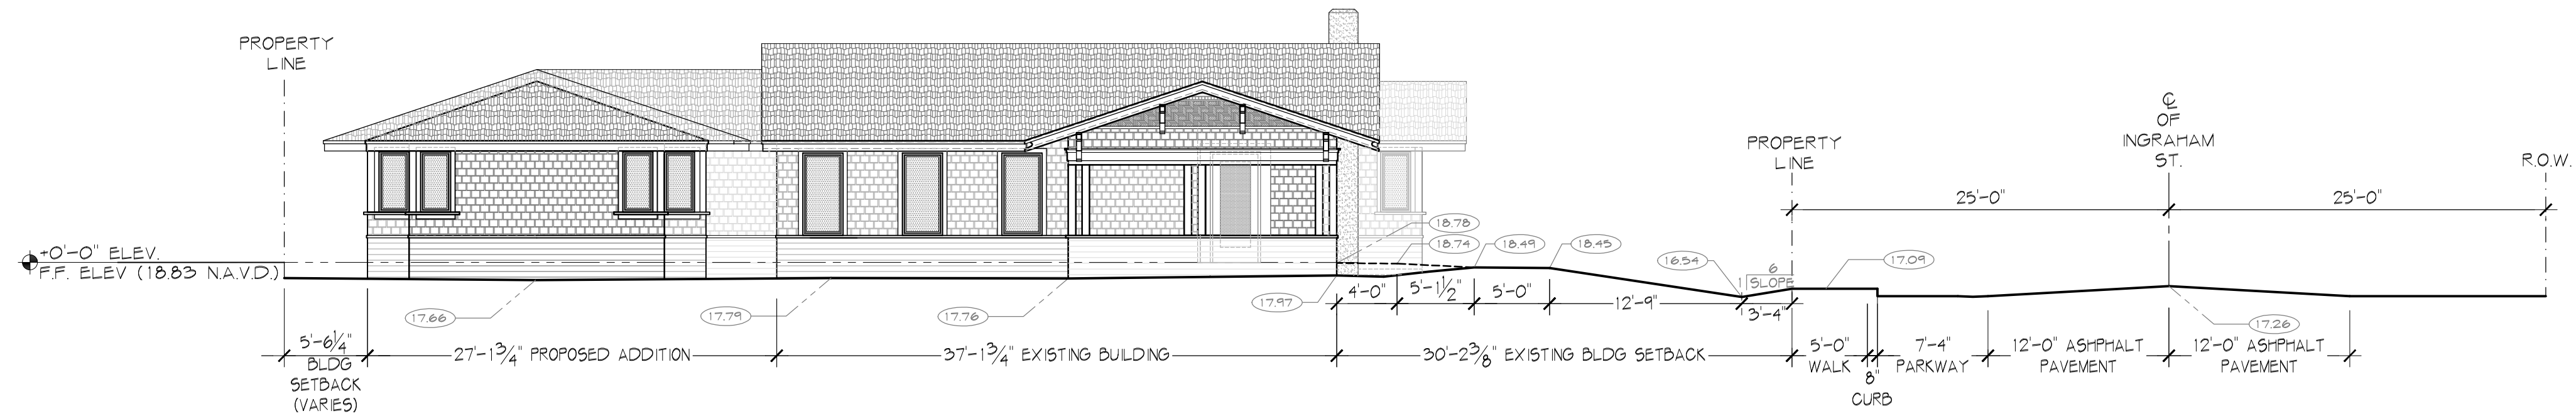 PROPERTY
LINE
℄
OF
INGRAHAM
ST.
PROPERTY
LINE
R.O.W.
25'-0"
25'-0"
+0'-0" ELEV.
F.F. ELEV (18.83 N.A.V.D.)
18.78
18.74
18.49
18.45
16.54
6
1
SLOPE
17.09
17.66
17.79
17.76
17.97
4'-0"
5'-1½"
5'-0"
12'-9"
3'-4"
17.26
5'-6¼"
BLDG
SETBACK
(VARIES)
27'-1¾" PROPOSED ADDITION
37'-1¾" EXISTING BUILDING
30'-2⅜" EXISTING BLDG SETBACK
5'-0"
WALK
8"
CURB
7'-4"
PARKWAY
12'-0" ASHPHALT
PAVEMENT
12'-0" ASHPHALT
PAVEMENT